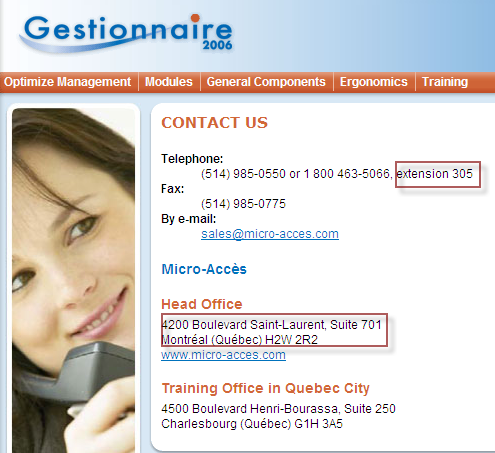 Gestionnaire
2006
Optimize Management Modules General Components Ergonomics Training
CONTACT US
Telephone:
(514) 985-0550 or 1 800 463-5066, extension 305
Fax:
(514) 985-0775
By e-mail:
sales@micro-acces.com
Micro-Accès
Head Office
4200 Boulevard Saint-Laurent, Suite 701
Montréal (Québec) H2W 2R2
www.micro-acces.com
Training Office in Quebec City
4500 Boulevard Henri-Bourassa, Suite 250
Charlesbourg (Québec) G1H 3A5